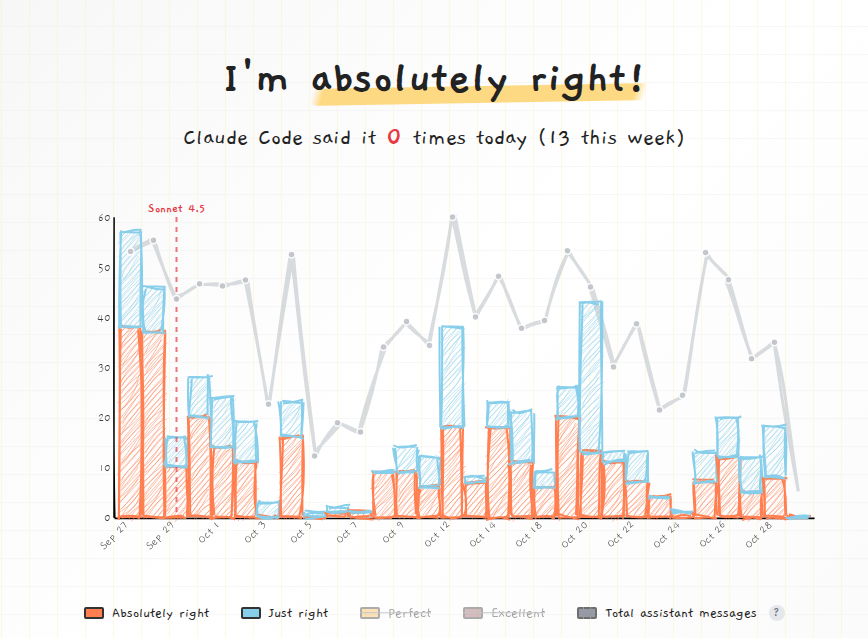 I'm absolutely right!
Claude Code said it 0 times today (13 this week)
Sonnet 4.5
60
50
40
30
20
10
0
Sep 27 Sep 29 Oct 1 Oct 3 Oct 5 Oct 7 Oct 9 Oct 12 Oct 14 Oct 18 Oct 20 Oct 22 Oct 24 Oct 26 Oct 28
Absolutely right Just right Perfect Excellent Total assistant messages ?